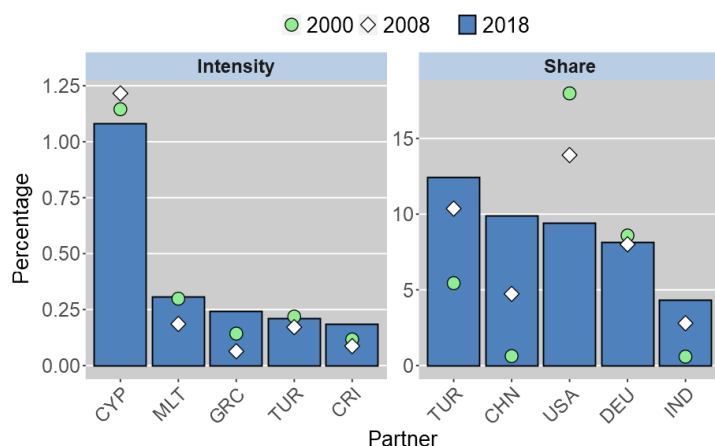 2000 2008 2018
Intensity Share
Percentage
1.25
1.00
0.75
0.50
0.25
0.00
15
10
5
0
CYP MLT GRC TUR CRI
TUR CHN USA DEU IND
Partner